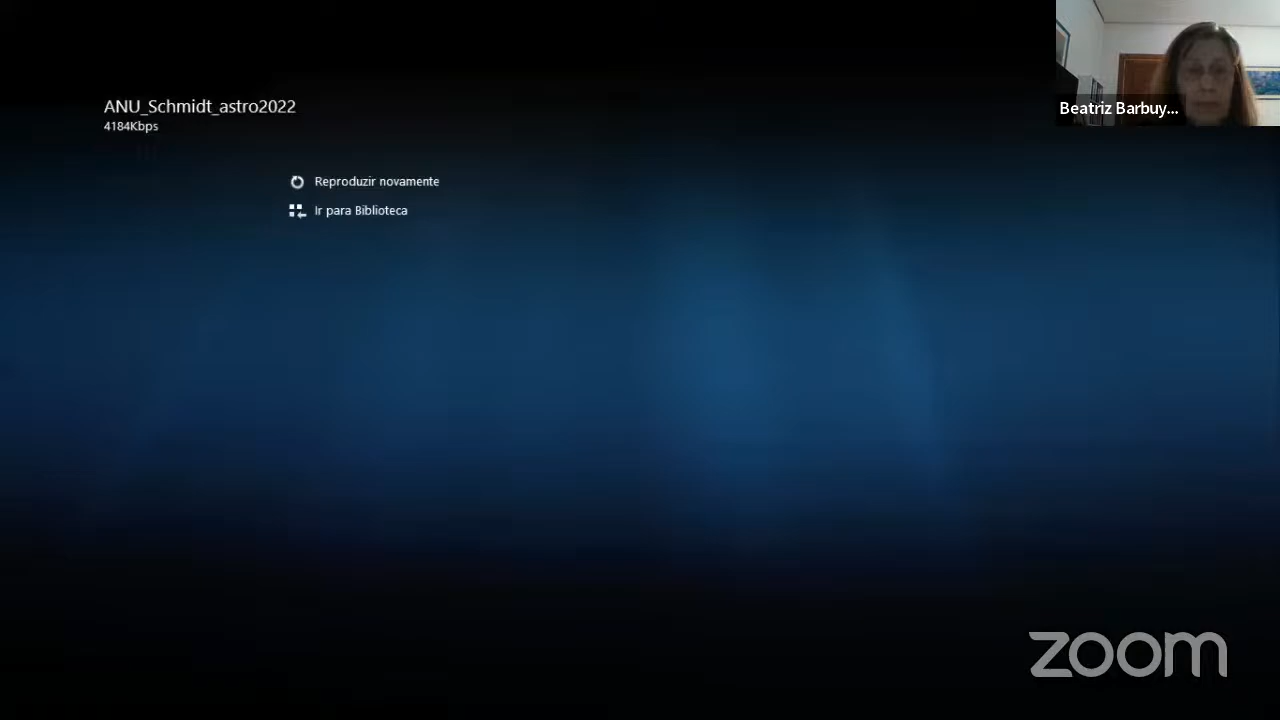 ANU_Schmidt_astro2022
4184Kbps
Reproduzir novamente
Ir para Biblioteca
Beatriz Barbuy...
zoom